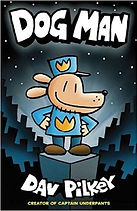 DOG MAN
DAV PILKEY
CREATOR OF CAPTAIN UNDERPANTS